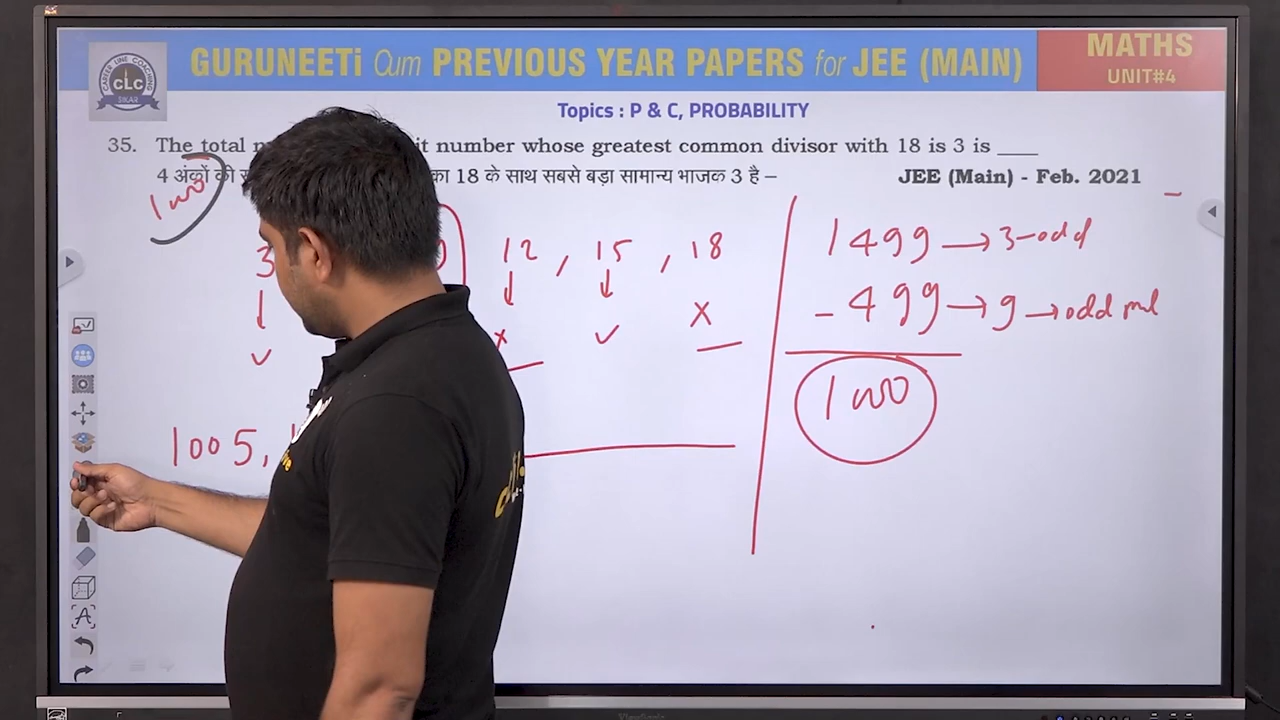 GURUNEETi Cum PREVIOUS YEAR PAPERS for JEE (MAIN)
MATHS
UNIT#4
CLC
SIKAR
Topics : P & C, PROBABILITY
35. The total number whose greatest common divisor with 18 is 3 is ____
4 अंकों की का 18 के साथ सबसे बड़ा सामान्य भाजक 3 है –
JEE (Main) - Feb. 2021
1000
3 12 , 15 , 18
↓ ↓
✓ × ✓ ×
1005,
1499 → 3-odd
- 499 → 9 → odd mul
1000